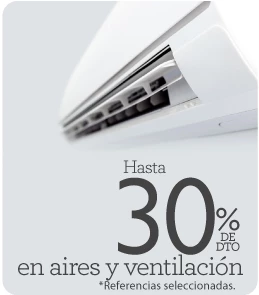 Hasta
30%
DE
DTO
en aires y ventilación
*Referencias seleccionadas.